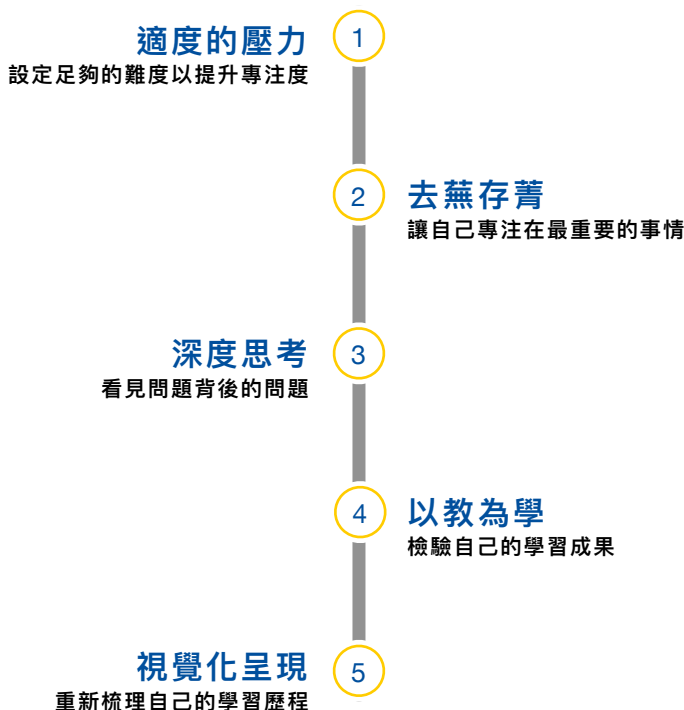 適度的壓力
1
設定足夠的難度以提升專注度
2
去蕪存菁
讓自己專注在最重要的事情
深度思考
3
看見問題背後的問題
4
以教為學
檢驗自己的學習成果
視覺化呈現
5
重新梳理自己的學習歷程